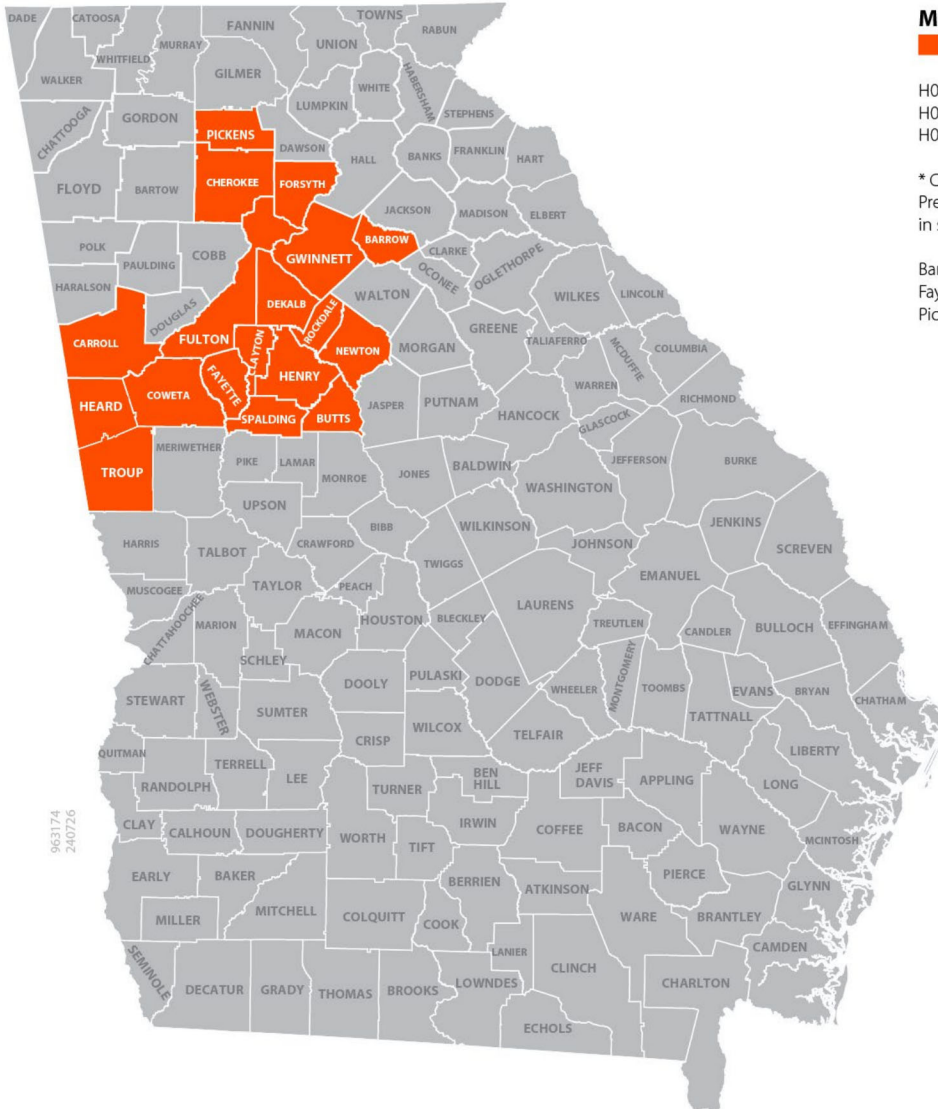 DADE
CATOOSA
FANNIN
TOWNS
RABUN
MURRAY
UNION
WHITFIELD
WALKER
GILMER
HABERSHAM
WHITE
LUMPKIN
STEPHENS
CHATTOOGA
GORDON
PICKENS
DAWSON
HALL
BANKS
FRANKLIN
HART
FLOYD
BARTOW
CHEROKEE
FORSYTH
JACKSON
MADISON
ELBERT
POLK
COBB
PAULDING
GWINNETT
BARROW
CLARKE
OCONEE
OGLETHORPE
HARALSON
DOUGLAS
DEKALB
ROCKDALE
WALTON
WILKES
LINCOLN
CARROLL
FULTON
CLAYTON
NEWTON
MORGAN
GREENE
TALIAFERRO
MCDUFFIE
COLUMBIA
HEARD
COWETA
FAYETTE
HENRY
WARREN
RICHMOND
SPALDING
BUTTS
JASPER
PUTNAM
HANCOCK
GLASCOCK
TROUP
MERIWETHER
PIKE
LAMAR
MONROE
JONES
BALDWIN
JEFFERSON
BURKE
UPSON
WASHINGTON
HARRIS
TALBOT
CRAWFORD
BIBB
WILKINSON
JOHNSON
JENKINS
SCREVEN
TWIGGS
EMANUEL
MUSCOGEE
TAYLOR
PEACH
LAURENS
CHATTAHOOCHEE
MARION
MACON
HOUSTON
BLECKLEY
TREUTLEN
CANDLER
BULLOCH
EFFINGHAM
SCHLEY
DOOLY
PULASKI
DODGE
WHEELER
MONTGOMERY
TOOMBS
EVANS
BRYAN
CHATHAM
STEWART
WEBSTER
SUMTER
WILCOX
TATTNALL
CRISP
TELFAIR
LIBERTY
QUITMAN
RANDOLPH
TERRELL
LEE
TURNER
BEN
HILL
JEFF
DAVIS
APPLING
LONG
CLAY
CALHOUN
DOUGHERTY
WORTH
TIFT
IRWIN
COFFEE
BACON
WAYNE
MCINTOSH
EARLY
BAKER
BERRIEN
ATKINSON
PIERCE
GLYNN
MILLER
MITCHELL
COLQUITT
COOK
WARE
BRANTLEY
SEMINOLE
LANIER
CLINCH
CAMDEN
DECATUR
GRADY
THOMAS
BROOKS
LOWNDES
CHARLTON
ECHOLS
963174
240726
M
H0
H0
H0
* C
Pre
in s
Bar
Fay
Pic